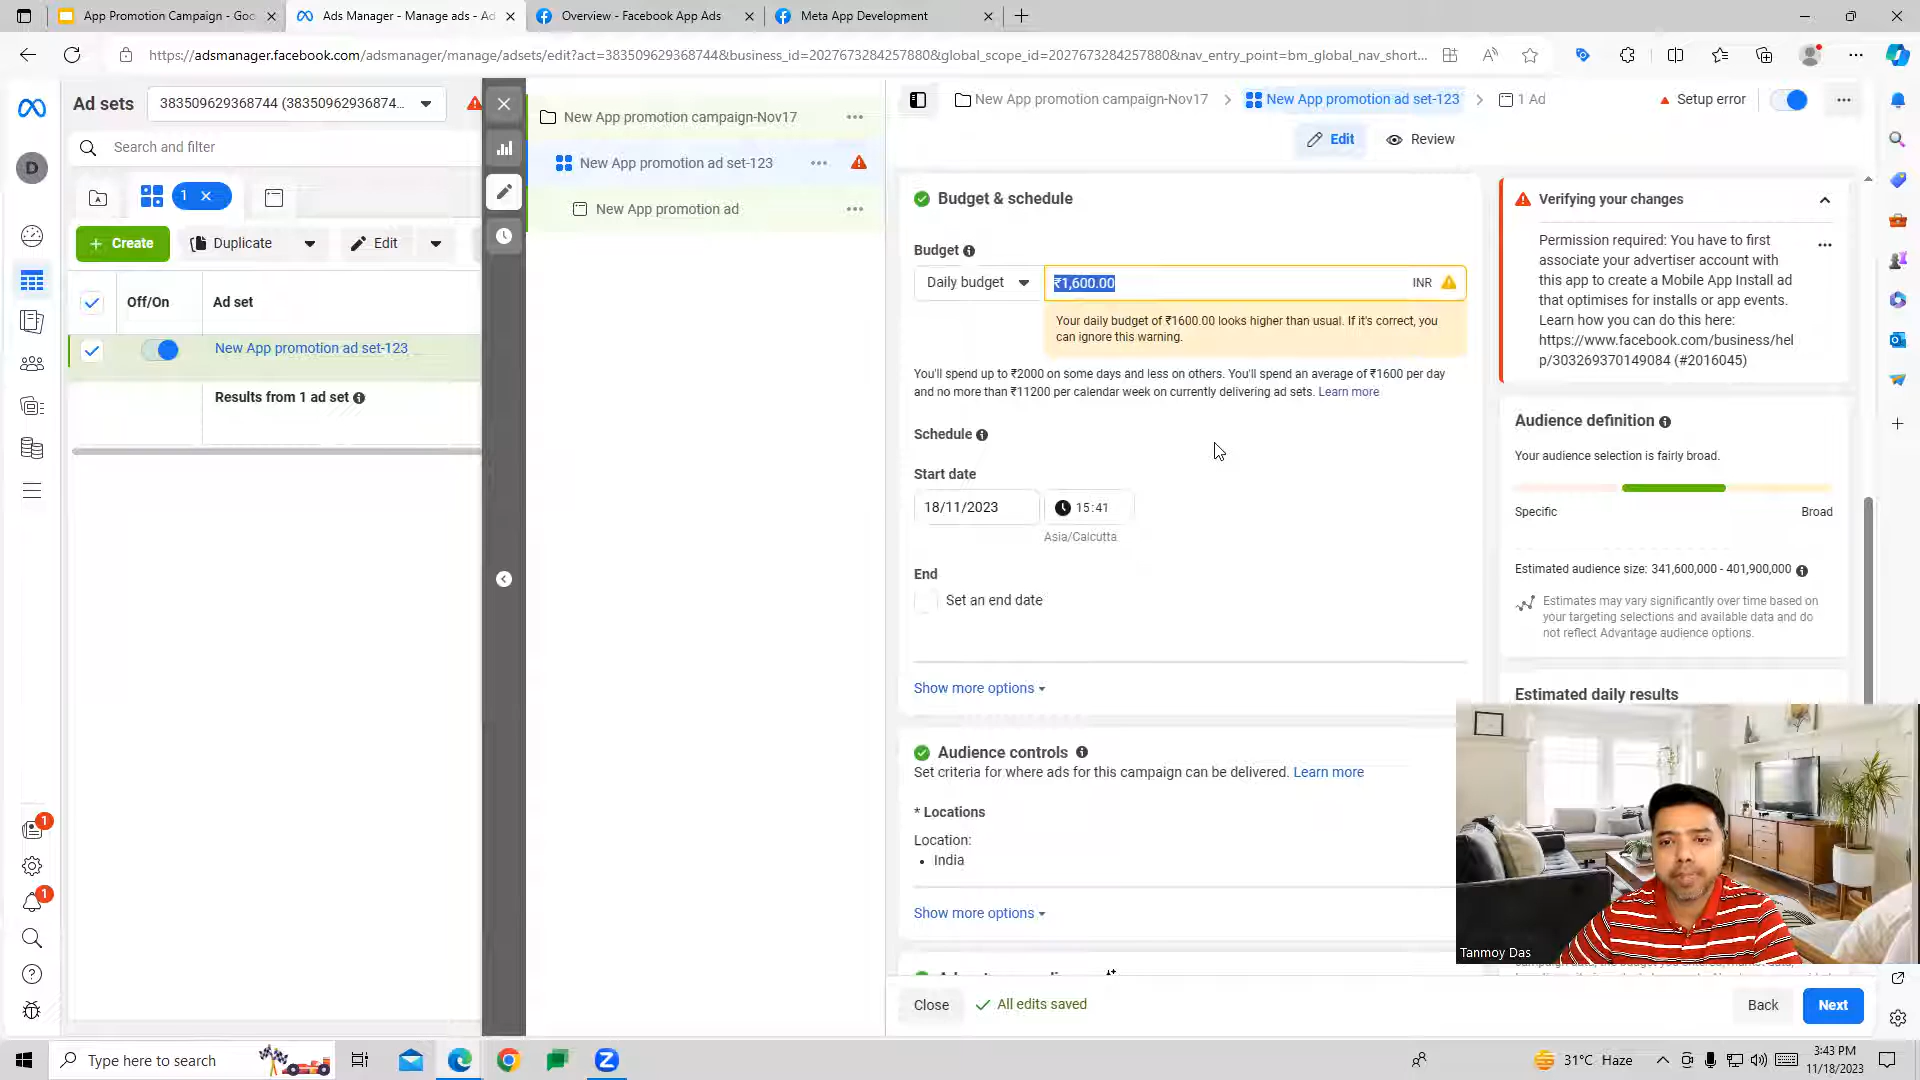 App Promotion Campaign - Goo
Ads Manager - Manage ads - Ad
Overview - Facebook App Ads
Meta App Development
https://adsmanager.facebook.com/adsmanager/manage/adsets/edit?act=383509629368744&business_id=202767328425788​0&global_scope_id=2027673284257880&nav_entry_point=bm_global_nav_short...
Ad sets
383509629368744 (38350962936874...
Search and filter
1
Create
Duplicate
Edit
Off/On
Ad set
New App promotion ad set-123
Results from 1 ad set
New App promotion campaign-Nov17
New App promotion ad set-123
New App promotion ad
New App promotion campaign-Nov17
New App promotion ad set-123
1 Ad
Setup error
Edit
Review
Budget & schedule
Budget
Daily budget
₹1,600.00
INR
Your daily budget of ₹1600.00 looks higher than usual. If it's correct, you
can ignore this warning.
You'll spend up to ₹2000 on some days and less on others. You'll spend an average of ₹1600 per day
and no more than ₹11200 per calendar week on currently delivering ad sets. Learn more
Schedule
Start date
18/11/2023
15:41
Asia/Calcutta
End
Set an end date
Show more options
Audience controls
Set criteria for where ads for this campaign can be delivered. Learn more
* Locations
Location:
India
Show more options
Close
All edits saved
Back
Next
Verifying your changes
Permission required: You have to first
associate your advertiser account with
this app to create a Mobile App Install ad
that optimises for installs or app events.
Learn how you can do this here:
https://www.facebook.com/business/hel
p/303269370149084 (#2016045)
Audience definition
Your audience selection is fairly broad.
Specific
Broad
Estimated audience size: 341,600,000 - 401,900,000
Estimates may vary significantly over time based on
your targeting selections and available data and do
not reflect Advantage audience options.
Estimated daily results
Tanmoy Das
D
1
1
Type here to search
31°C Haze
3:43 PM
11/18/2023